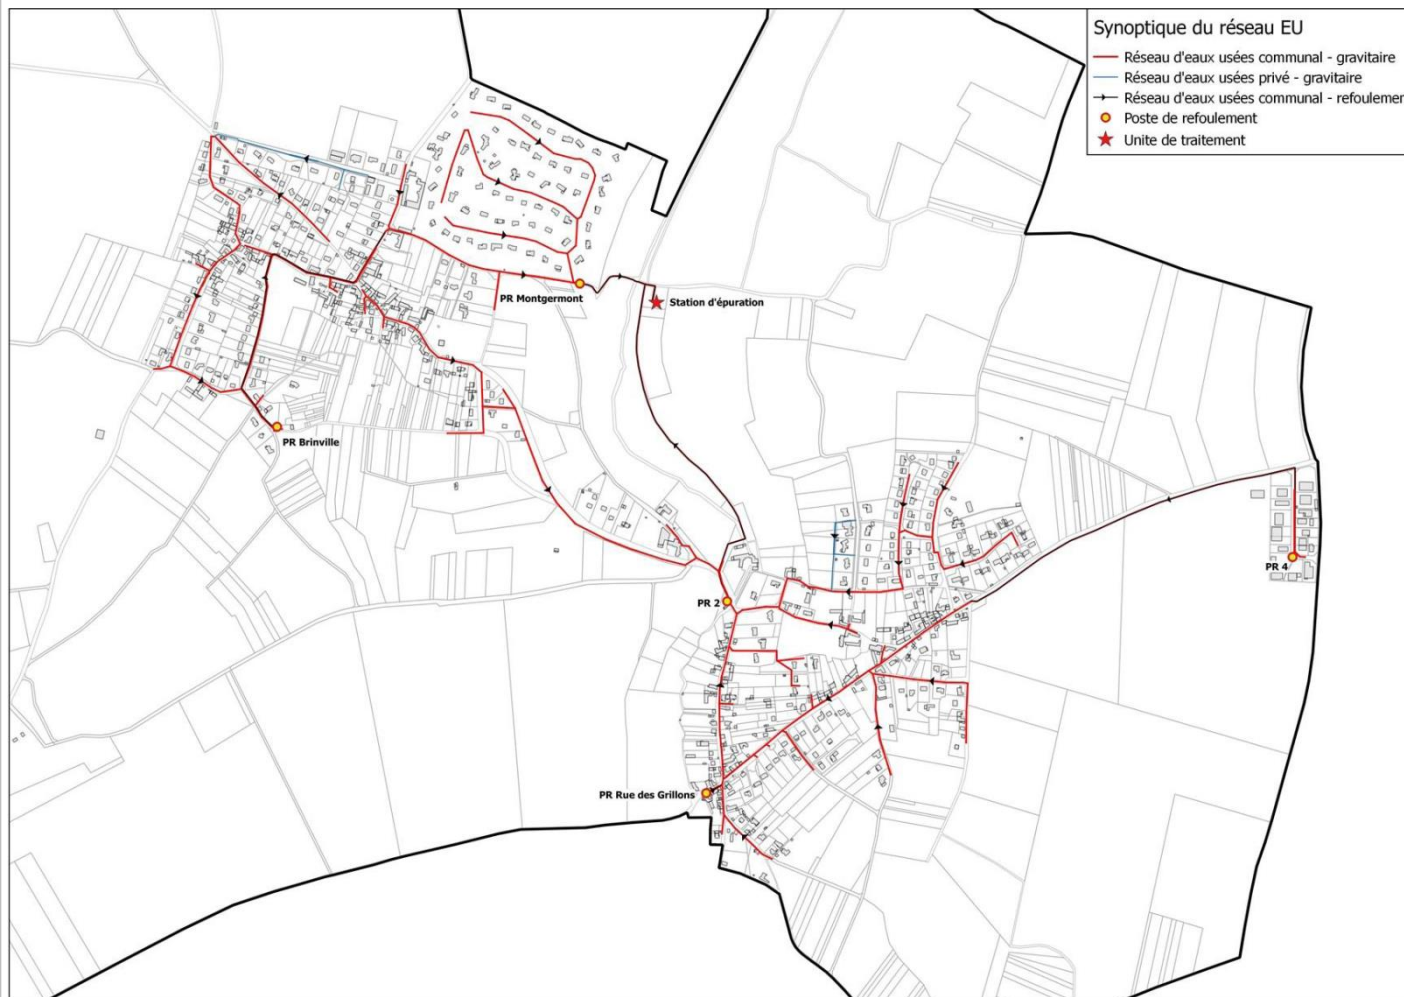 Synoptique du réseau EU
Réseau d'eaux usées communal - gravitaire
Réseau d'eaux usées privé - gravitaire
Réseau d'eaux usées communal - refoulement
Poste de refoulement
Unite de traitement
PR Montgermont
Station d'épuration
PR Brinville
PR 4
PR 2
PR Rue des Grillons